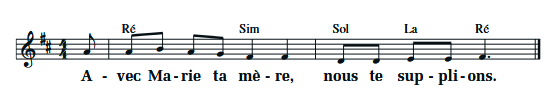 Ré Sim Sol La Ré
A - vec Ma - rie ta mè - re, nous te sup - pli - ons.